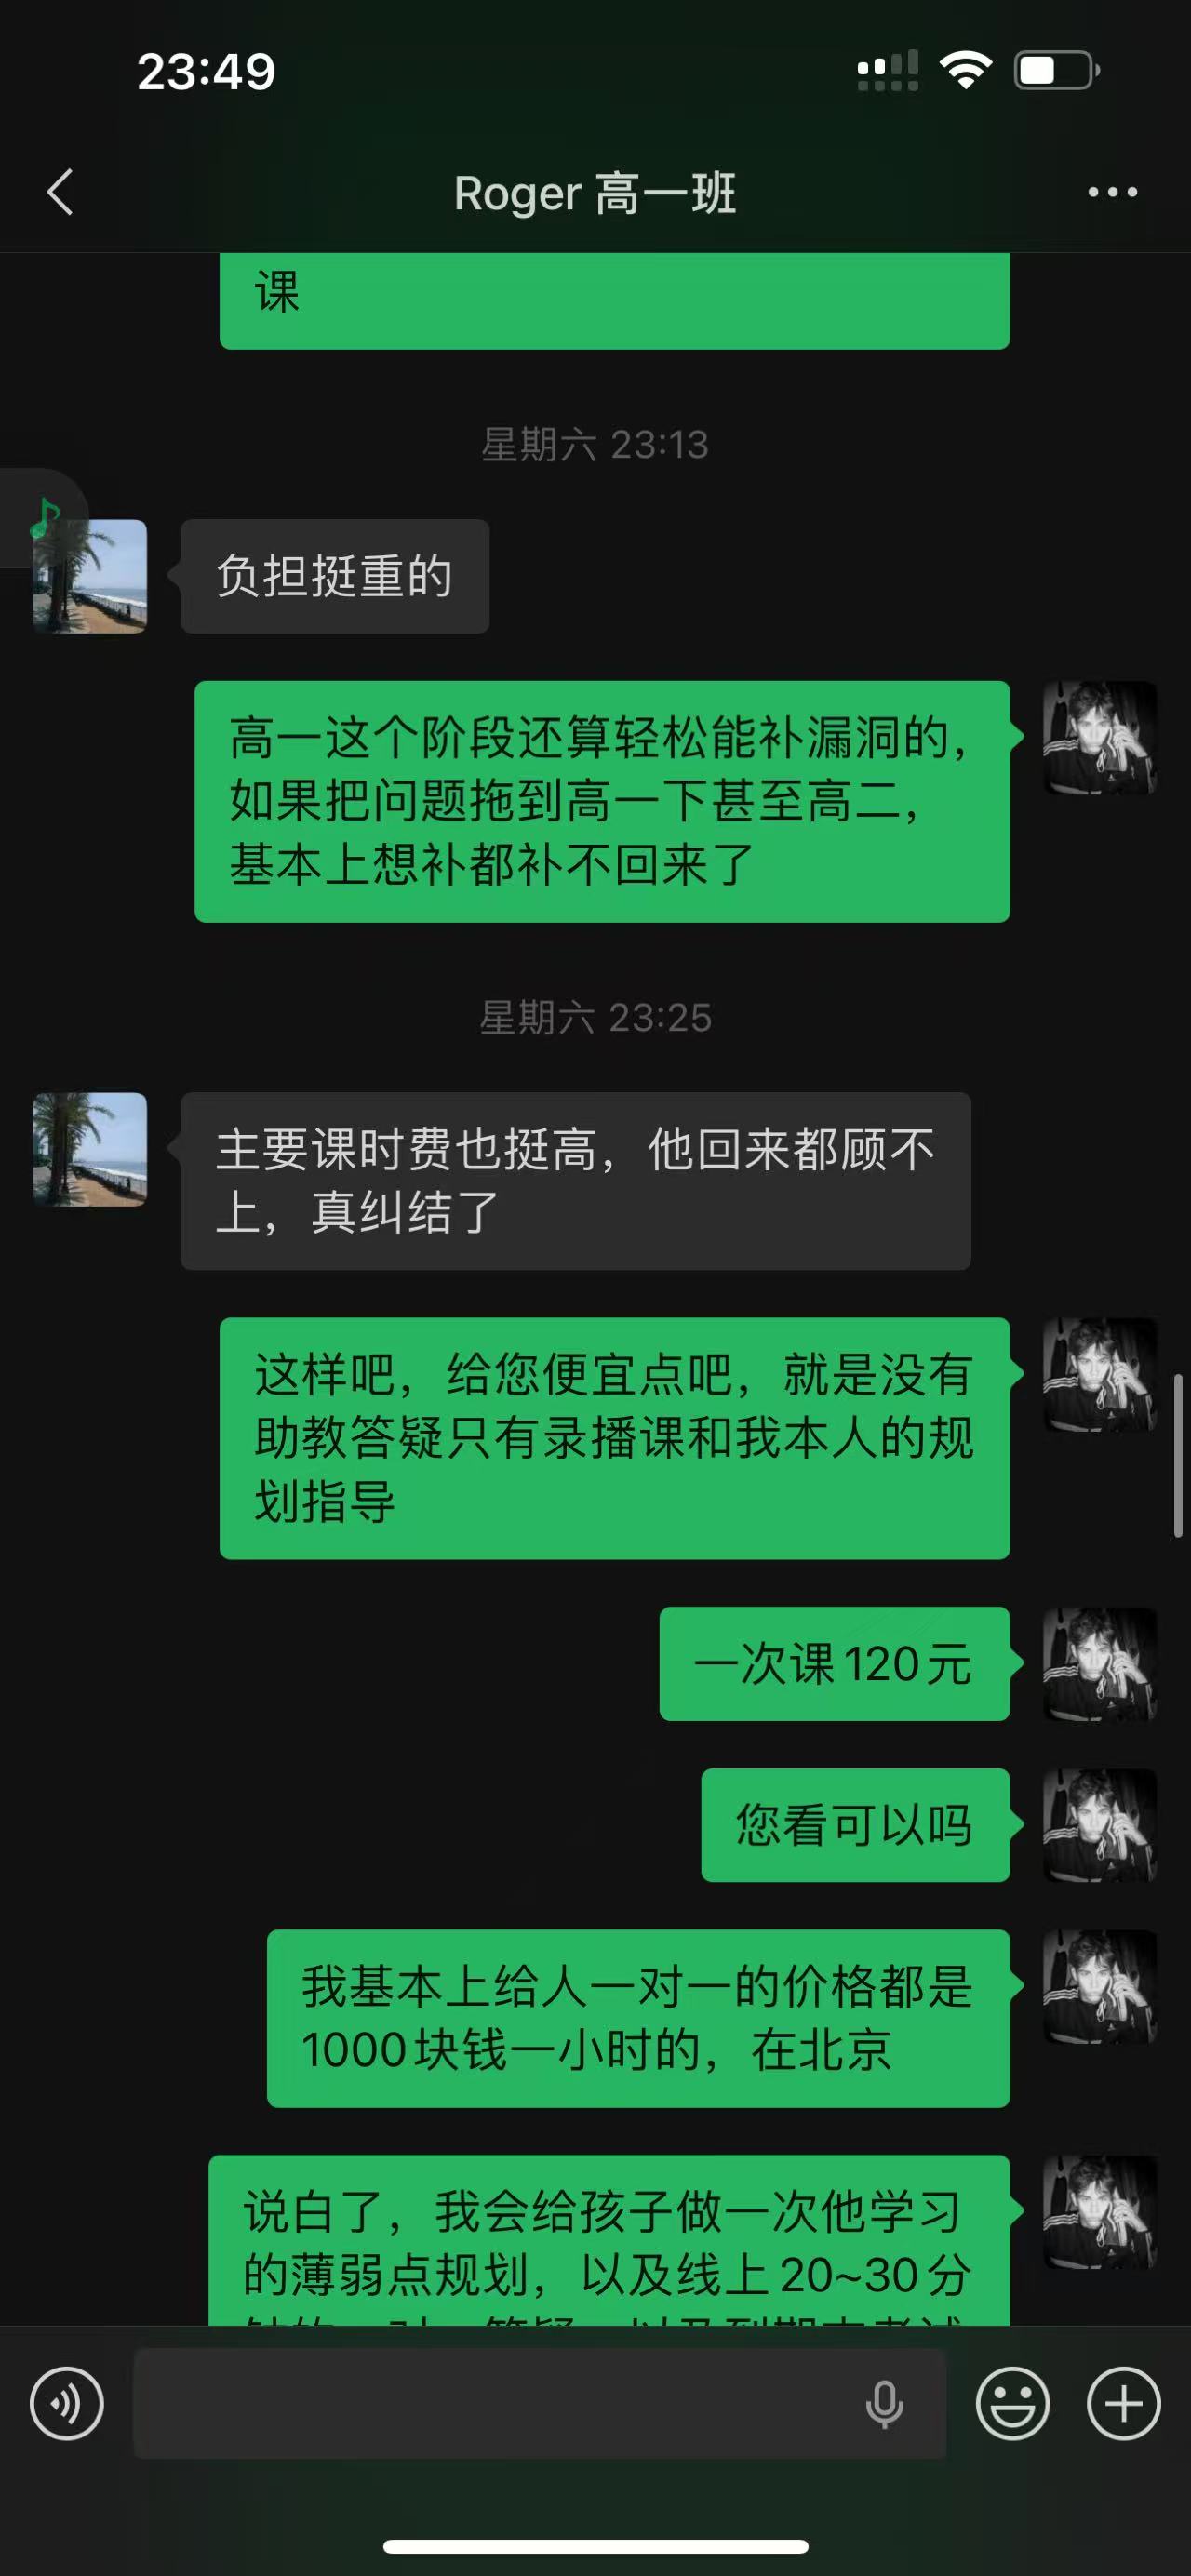 23:49
Roger 高一班
课
星期六 23:13
负担挺重的
高一这个阶段还算轻松能补漏洞的，
如果把问题拖到高一下甚至高二，
基本上想补都补不回来了
星期六 23:25
主要课时费也挺高，他回来都顾不
上，真纠结了
这样吧，给您便宜点吧，就是没有
助教答疑只有录播课和我本人的规
划指导
一次课120元
您看可以吗
我基本上给人一对一的价格都是
1000块钱一小时的，在北京
说白了，我会给孩子做一次他学习
的薄弱点规划，以及线上20~30分